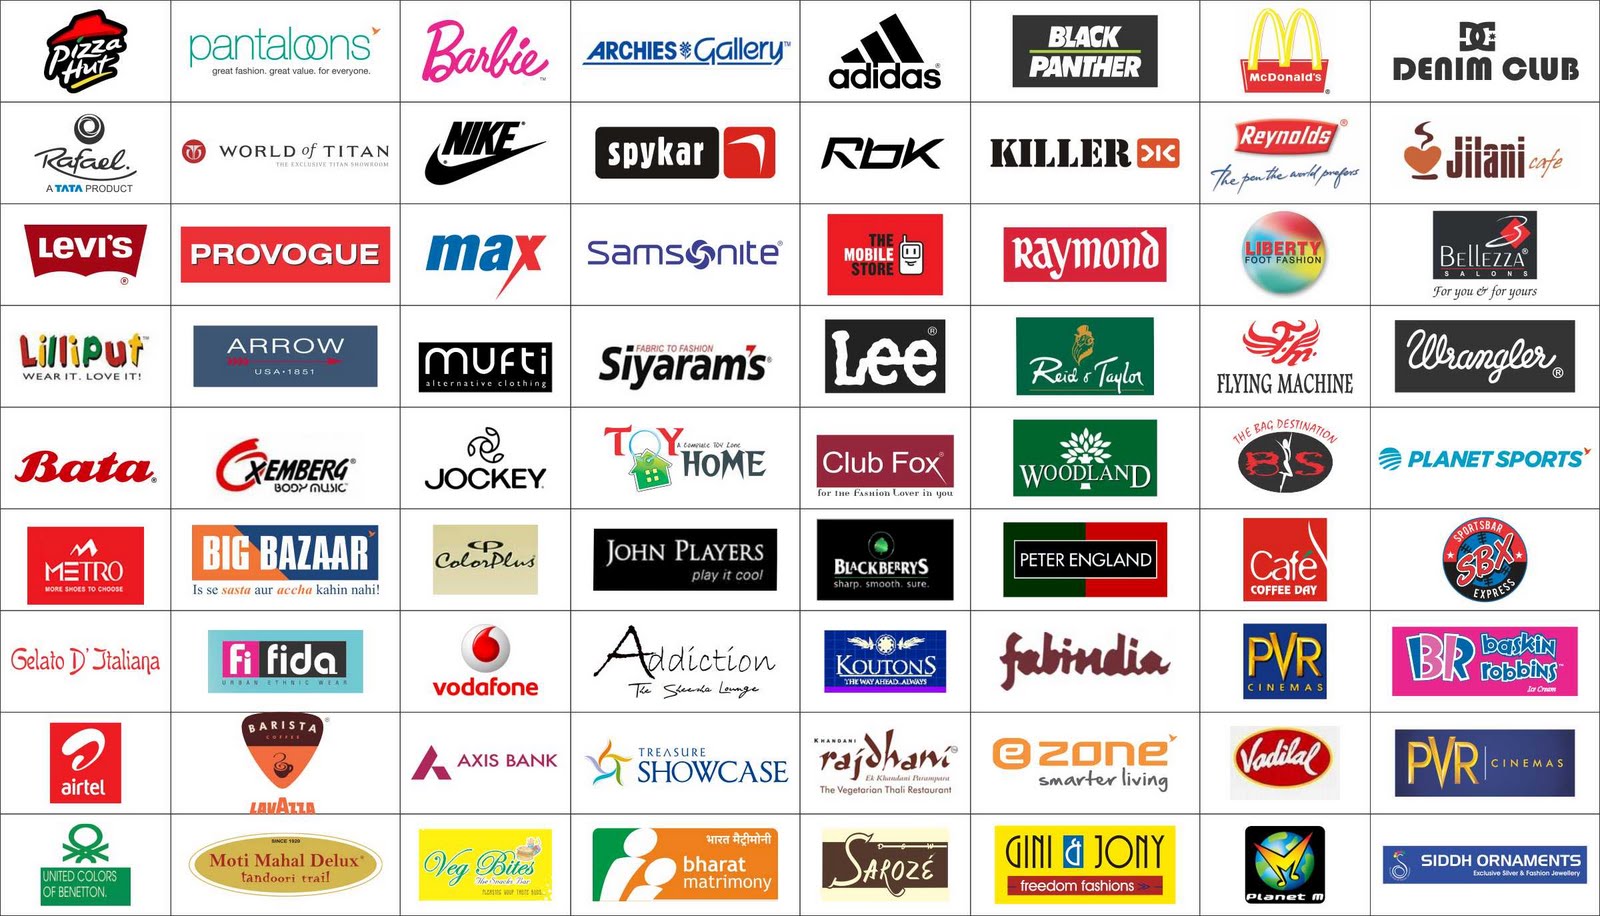 Pizza
Hut
pantaloons
great fashion. great value. for everyone.
Barbie
ARCHIES Gallery
adidas
BLACK
PANTHER
McDonald's
DENIM CLUB
Rafael.
A TATA PRODUCT
WORLD of TITAN
THE EXCLUSIVE TITAN SHOWROOM
NIKE
spykar
Rbk
KILLER
Reynolds
The pen the world prefers
Jilani cafe
LEVI'S
PROVOGUE
max
Samsonite
THE
MOBILE
STORE
Raymond
LIBERTY
FOOT FASHION
BELLEZZA
SALONS
For you & for yours
Lilliput
WEAR IT. LOVE IT!
ARROW
USA·1851
mufti
alternative clothing
FABRIC TO FASHION
Siyaram's
Lee
Reid & Taylor
FM
FLYING MACHINE
Wrangler
Bata
OXEMBERG
BODY MUSIC
JOCKEY
TOY
A Complete Toy Zone
HOME
Club Fox
for the Fashion Lover in you
WOODLAND
THE BAG DESTINATION
BIS
PLANET SPORTS
METRO
MORE SHOES TO CHOOSE
BIG BAZAAR
Is se sasta aur accha kahin nahi!
CP
ColorPlus
JOHN PLAYERS
play it cool
BLACKBERRYS
sharp. smooth. sure.
PETER ENGLAND
Café
COFFEE DAY
SPORTSBAR
SBX
EXPRESS
Gelato D' Italiana
fi fida
URBAN ETHNIC WEAR
vodafone
Addiction
The Sheesha Lounge
KOUTONS
THE WAY AHEAD..ALWAYS
fabindia
PVR
CINEMAS
BR baskin
robbins
Ice Cream
airtel
BARISTA
COFFEE
LAVAZZA
AXIS BANK
TREASURE
SHOWCASE
KHANDANI
rajdhani
Ek Khandani Parampara
The Vegetarian Thali Restaurant
e zone
smarter living
Vadilal
PVR CINEMAS
UNITED COLORS
OF BENETTON.
SINCE 1920
Moti Mahal Delux
tandoori trail
Veg Bites
The Snacks Bar
भारत मैट्रीमोनी
bharat
matrimony
SAROZÉ
GINI & JONY
freedom fashions
Planet M
SIDDH ORNAMENTS
Exclusive Silver & Fashion Jewellery